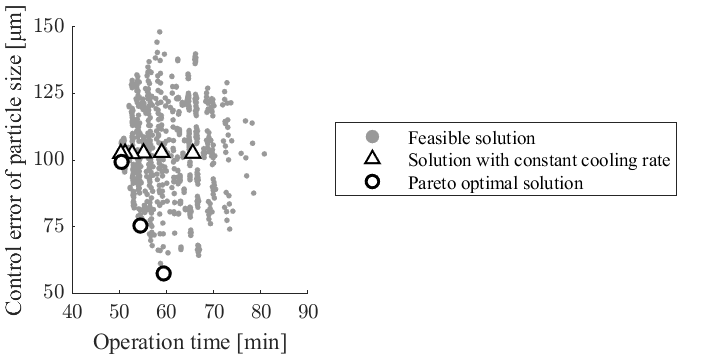 Control error of particle size [μm]
150
125
100
75
50
40 50 60 70 80 90
Operation time [min]
Feasible solution
Solution with constant cooling rate
Pareto optimal solution